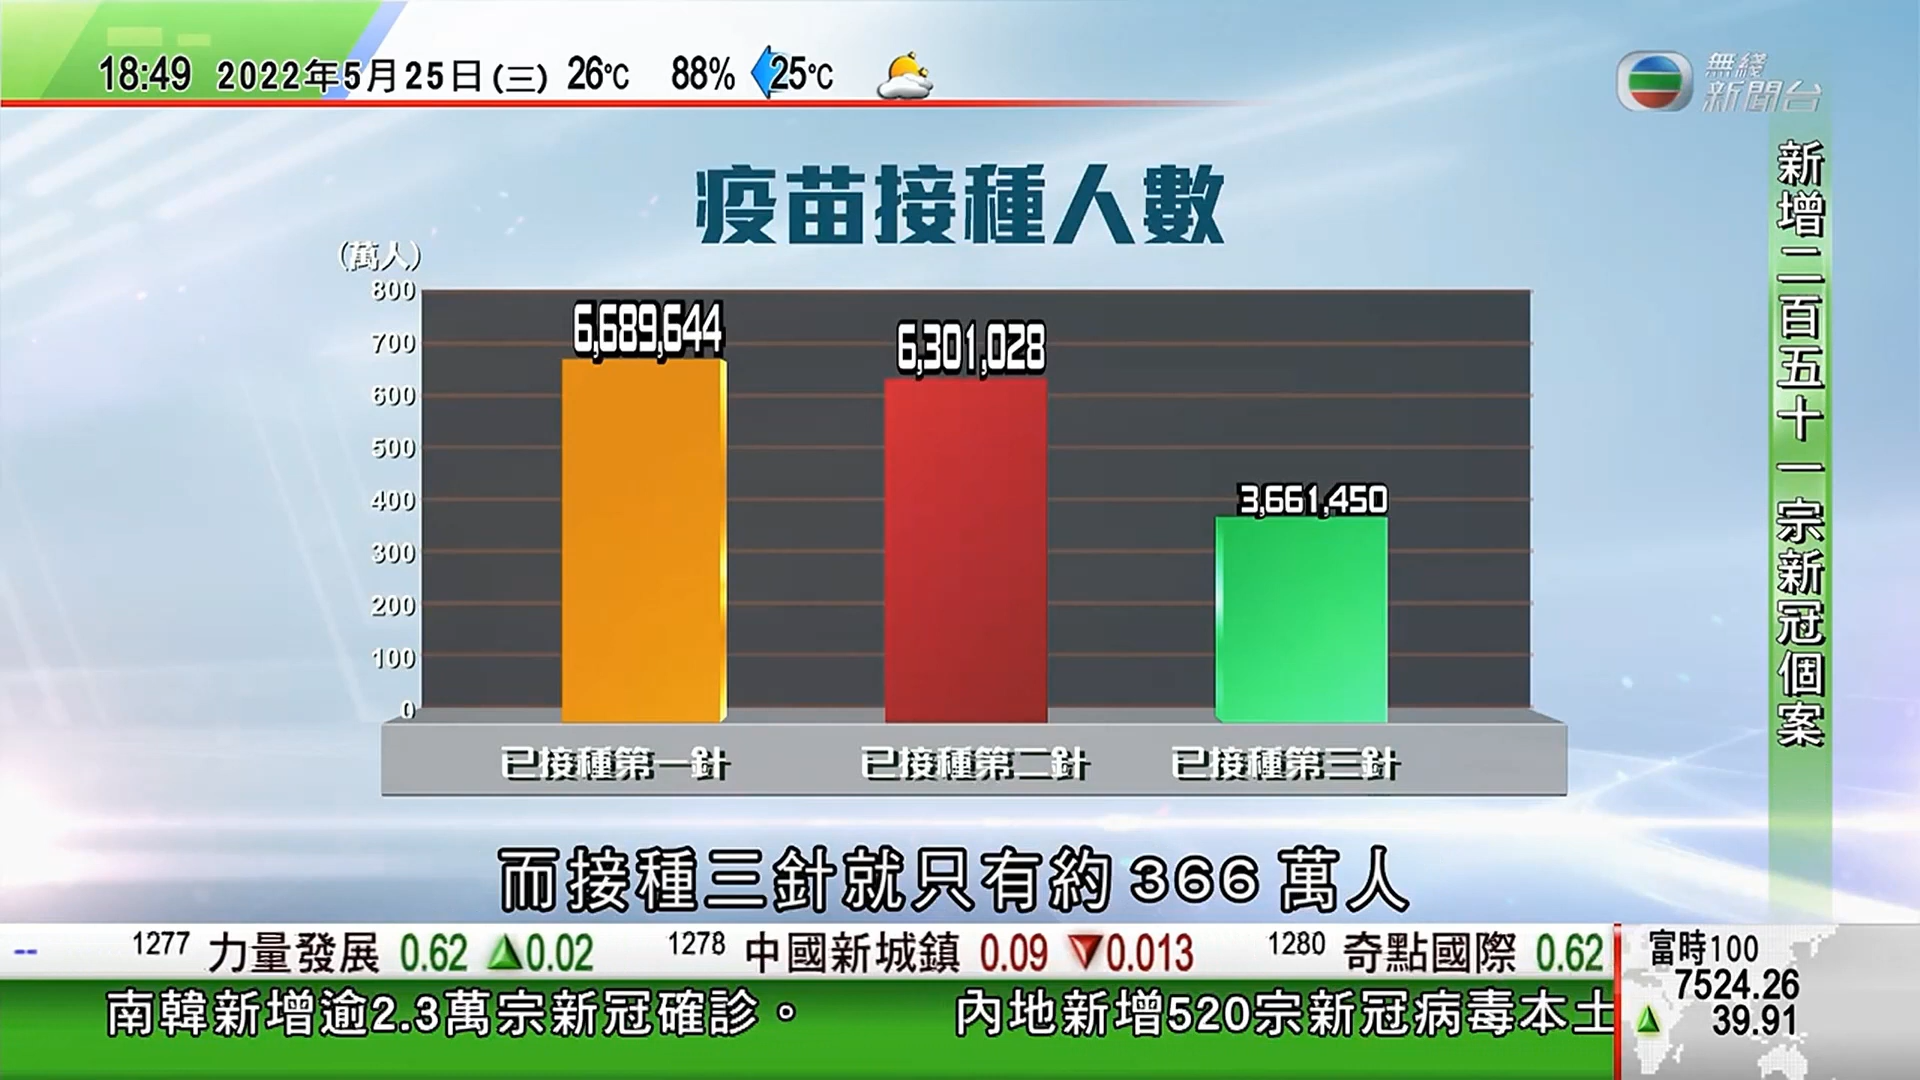 18:49 2022年5月25日(三) 26℃ 88% 25℃
無綫
新聞台
新增二百五十一宗新冠個案
疫苗接種人數
(萬人)
800
700
600
500
400
300
200
100
0
6,689,644
6,301,028
3,661,450
已接種第一針 已接種第二針 已接種第三針
而接種三針就只有約366萬人
-- 1277 力量發展 0.62 ▲0.02 1278 中國新城鎮 0.09 ▼0.013 1280 奇點國際 0.62
富時100
7524.26
▲ 39.91
南韓新增逾2.3萬宗新冠確診。 內地新增520宗新冠病毒本土